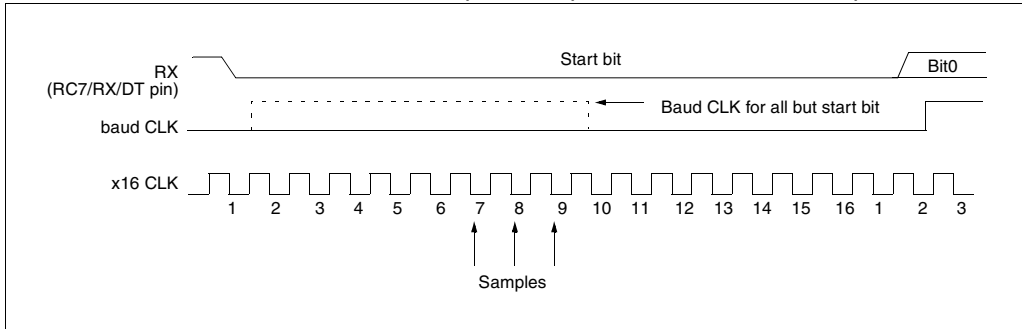 Start bit
Bit0
RX
(RC7/RX/DT pin)
Baud CLK for all but start bit
baud CLK
x16 CLK
1 2 3 4 5 6 7 8 9 10 11 12 13 14 15 16 1 2 3
Samples